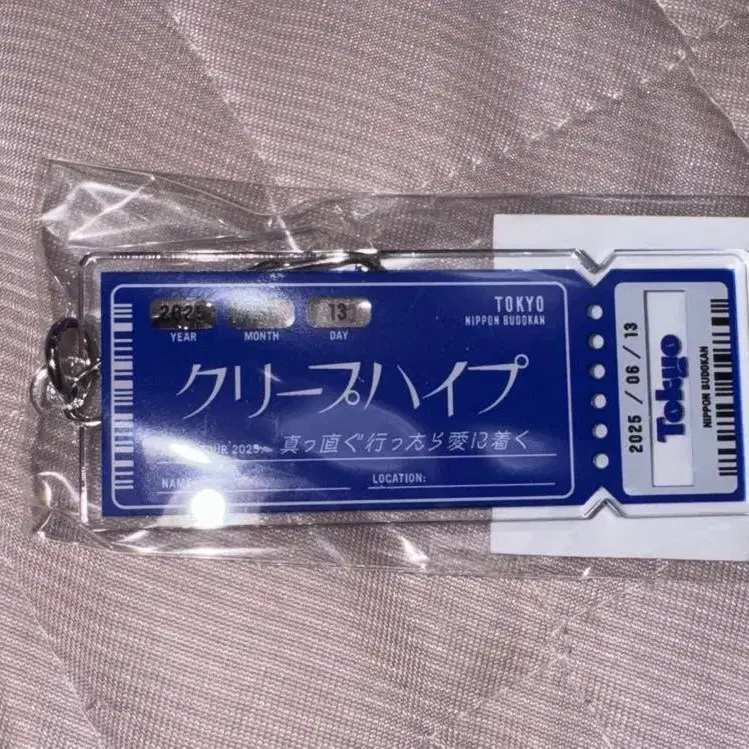 2025 13
YEAR MONTH DAY
TOKYO
NIPPON BUDOKAN
クリープハイプ
TOUR 2025 真っ直ぐ行ったら愛に着く
NAME: LOCATION:
2025 / 06 / 13
Tokyo
NIPPON BUDOKAN